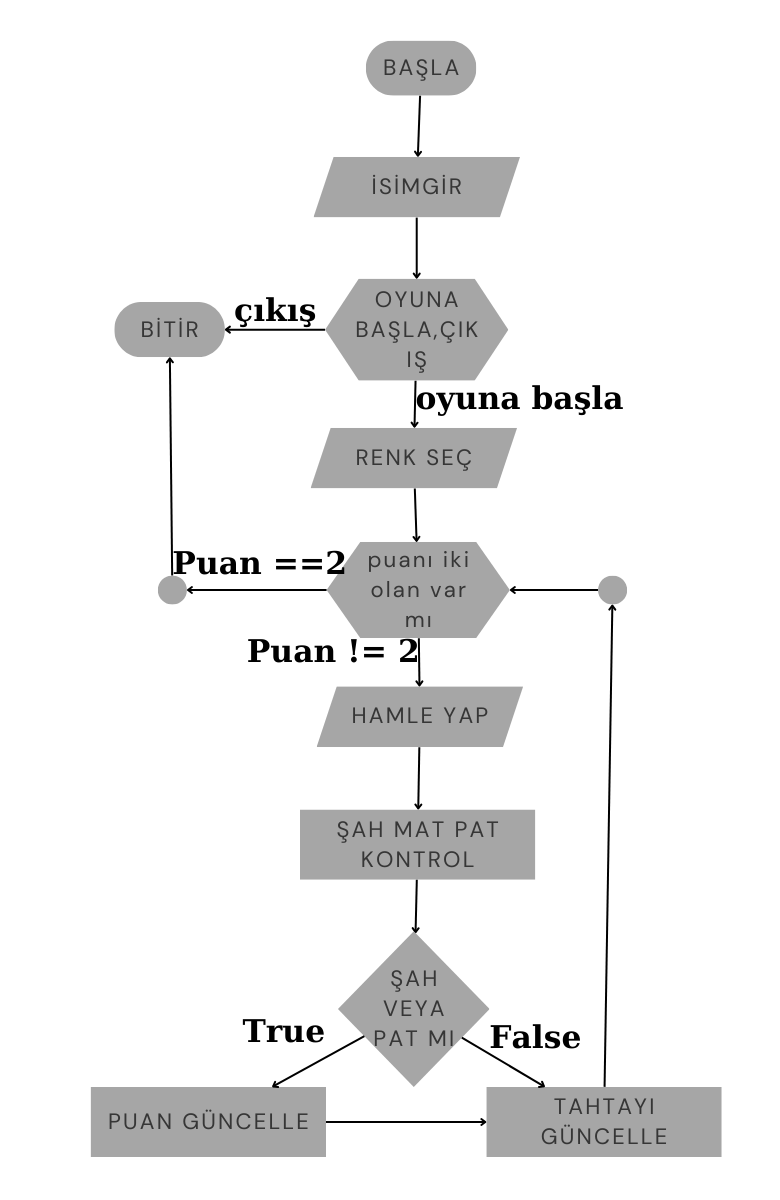 BAŞLA
İSİMGİR
OYUNA
BAŞLA,ÇIK
IŞ
çıkış
BİTİR
oyuna başla
RENK SEÇ
Puan ==2
puanı iki
olan var
mı
Puan != 2
HAMLE YAP
ŞAH MAT PAT
KONTROL
ŞAH
VEYA
PAT MI
True
False
PUAN GÜNCELLE
TAHTAYI
GÜNCELLE